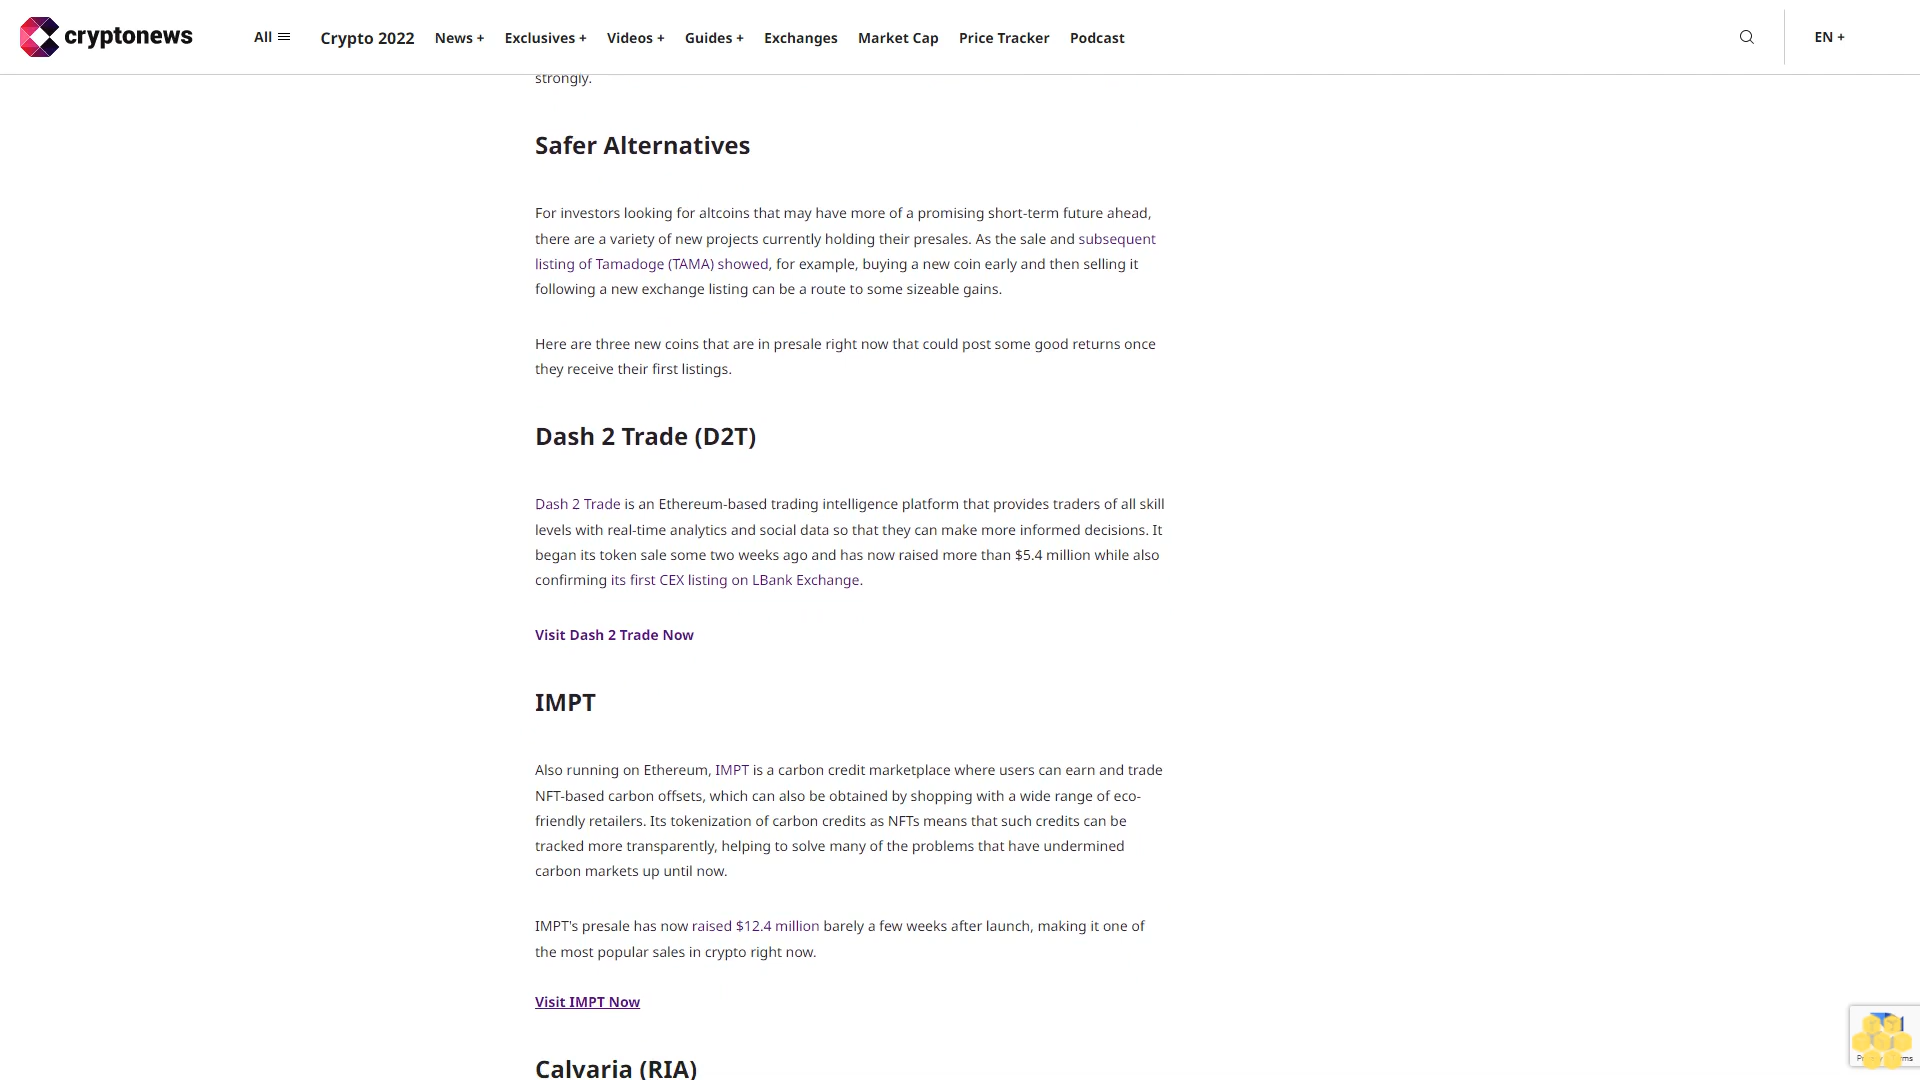 cryptonews
All
Crypto 2022
News +
Exclusives +
Videos +
Guides +
Exchanges
Market Cap
Price Tracker
Podcast
EN +
strongly.
Safer Alternatives
For investors looking for altcoins that may have more of a promising short-term future ahead,
there are a variety of new projects currently holding their presales. As the sale and subsequent
listing of Tamadoge (TAMA) showed, for example, buying a new coin early and then selling it
following a new exchange listing can be a route to some sizeable gains.
Here are three new coins that are in presale right now that could post some good returns once
they receive their first listings.
Dash 2 Trade (D2T)
Dash 2 Trade is an Ethereum-based trading intelligence platform that provides traders of all skill
levels with real-time analytics and social data so that they can make more informed decisions. It
began its token sale some two weeks ago and has now raised more than $5.4 million while also
confirming its first CEX listing on LBank Exchange.
Visit Dash 2 Trade Now
IMPT
Also running on Ethereum, IMPT is a carbon credit marketplace where users can earn and trade
NFT-based carbon offsets, which can also be obtained by shopping with a wide range of eco-
friendly retailers. Its tokenization of carbon credits as NFTs means that such credits can be
tracked more transparently, helping to solve many of the problems that have undermined
carbon markets up until now.
IMPT's presale has now raised $12.4 million barely a few weeks after launch, making it one of
the most popular sales in crypto right now.
Visit IMPT Now
Calvaria (RIA)